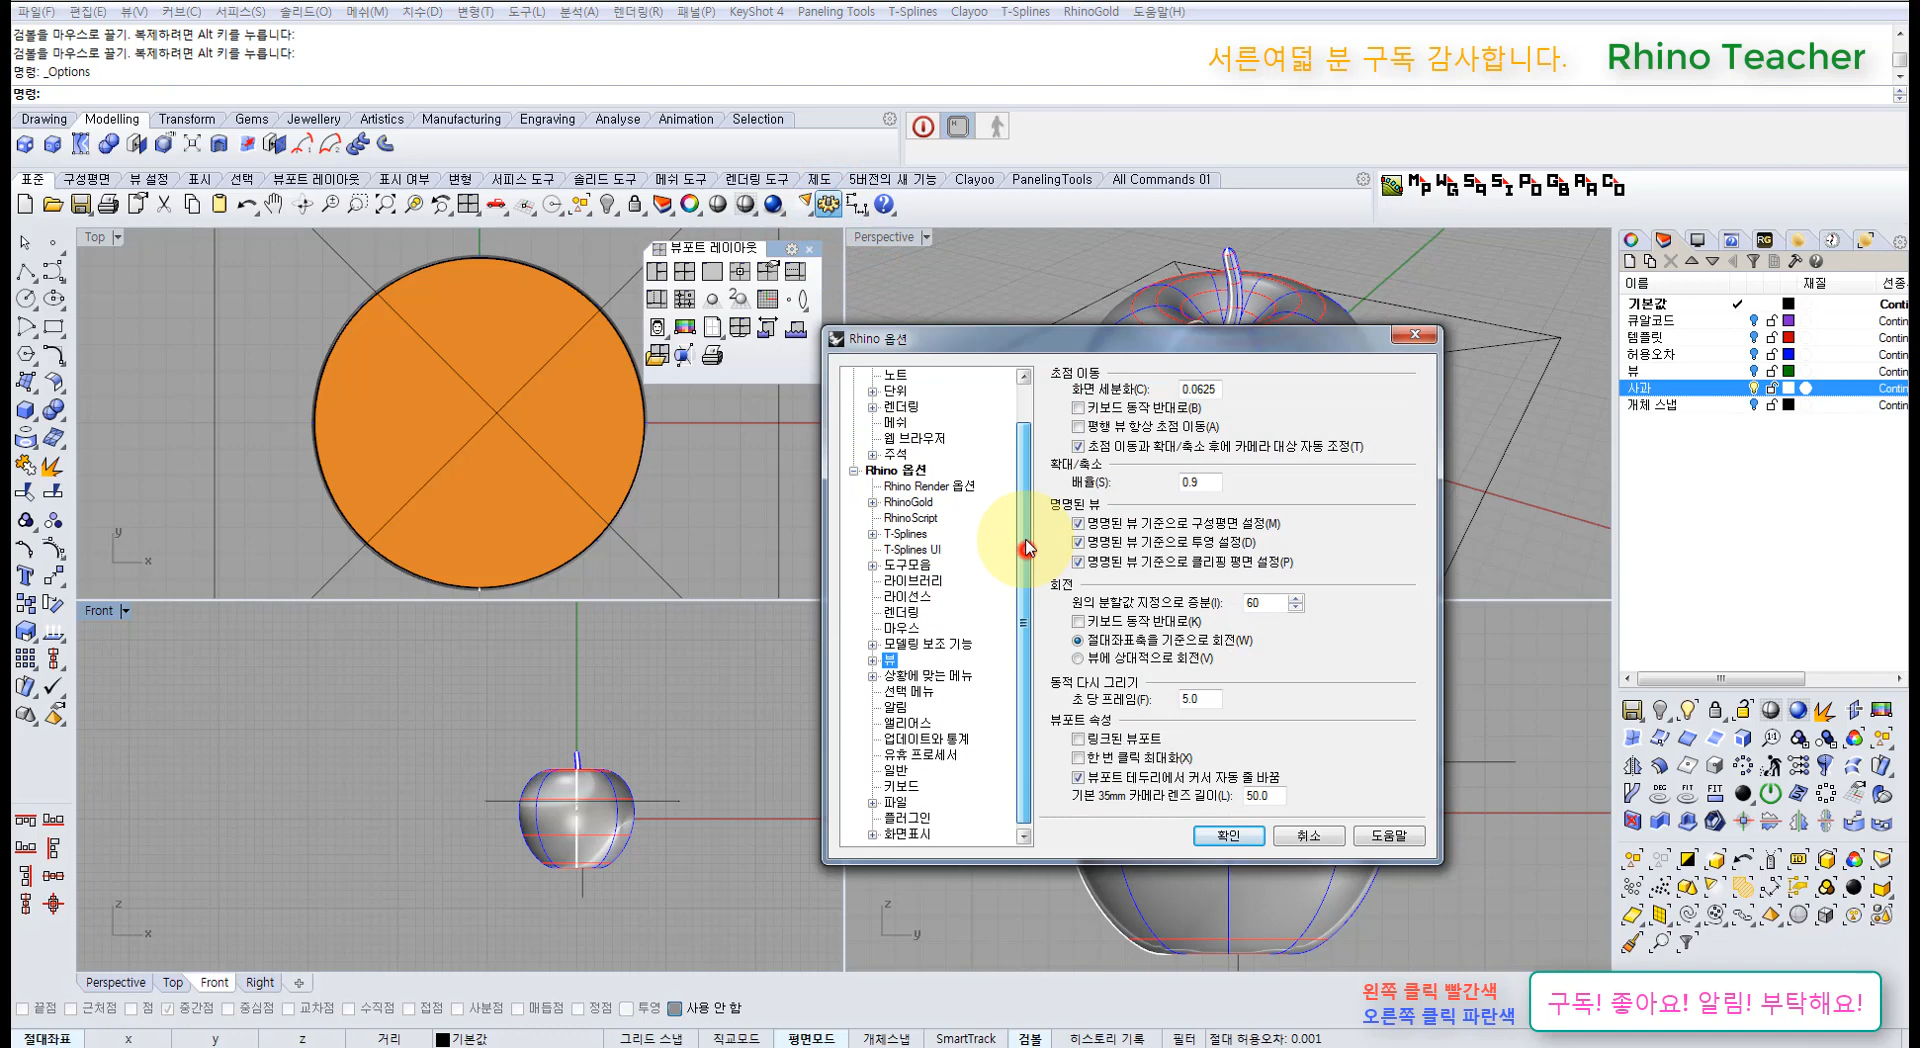 파일(F) 편집(E) 뷰(V) 커브(C) 서피스(S) 솔리드(O) 메쉬(M) 치수(D) 변형(T) 도구(L) 분석(A) 렌더링(R) 패널(P) KeyShot 4 Paneling Tools T-Splines Clayoo T-Splines RhinoGold 도움말(H)
검볼을 마우스로 끌기. 복제하려면 Alt 키를 누릅니다:
검볼을 마우스로 끌기. 복제하려면 Alt 키를 누릅니다:
명령: _Options
명령:
서른여덟 분 구독 감사합니다. Rhino Teacher
Drawing Modelling Transform Gems Jewellery Artistics Manufacturing Engraving Analyse Animation Selection
표준 구성평면 뷰 설정 표시 선택 뷰포트 레이아웃 표시 여부 변형 서피스 도구 솔리드 도구 메쉬 도구 렌더링 도구 제도 5버전의 새 기능 Clayoo PanelingTools All Commands 01
Top
뷰포트 레이아웃
Perspective
이름 재질 선종
기본값 Conti
큐알코드 Contin
템플릿 Contin
허용오차 Contin
뷰 Contin
사과 Contin
개체 스냅 Contin
Rhino 옵션
노트
단위
렌더링
메쉬
웹 브라우저
주석
Rhino 옵션
Rhino Render 옵션
RhinoGold
RhinoScript
T-Splines
T-Splines UI
도구모음
라이브러리
라이선스
렌더링
마우스
모델링 보조 기능
뷰
상황에 맞는 메뉴
선택 메뉴
알림
앨리어스
업데이트와 통계
유휴 프로세서
일반
키보드
파일
플러그인
화면표시
초점 이동
화면 세분화(C): 0.0625
키보드 동작 반대로(B)
평행 뷰 항상 초점 이동(A)
초점 이동과 확대/축소 후에 카메라 대상 자동 조정(T)
확대/축소
배율(S): 0.9
명명된 뷰
명명된 뷰 기준으로 구성평면 설정(M)
명명된 뷰 기준으로 투영 설정(D)
명명된 뷰 기준으로 클리핑 평면 설정(P)
회전
원의 분할값 지정으로 증분(I): 60
키보드 동작 반대로(K)
절대좌표축을 기준으로 회전(W)
뷰에 상대적으로 회전(V)
동적 다시 그리기
초 당 프레임(F): 5.0
뷰포트 속성
링크된 뷰포트
한 번 클릭 최대화(X)
뷰포트 테두리에서 커서 자동 줄 바꿈
기본 35mm 카메라 렌즈 길이(L): 50.0
확인 취소 도움말
y
x
Front
z
x
z
y
Perspective Top Front Right
끝점 근처점 점 중간점 중심점 교차점 수직점 접점 사분점 매듭점 정점 투영 사용 안 함
왼쪽 클릭 빨간색
오른쪽 클릭 파란색
구독! 좋아요! 알림! 부탁해요!
절대좌표 x y z 거리 기본값 그리드 스냅 직교모드 평면모드 개체스냅 SmartTrack 검볼 히스토리 기록 필터 절대 허용오차: 0.001